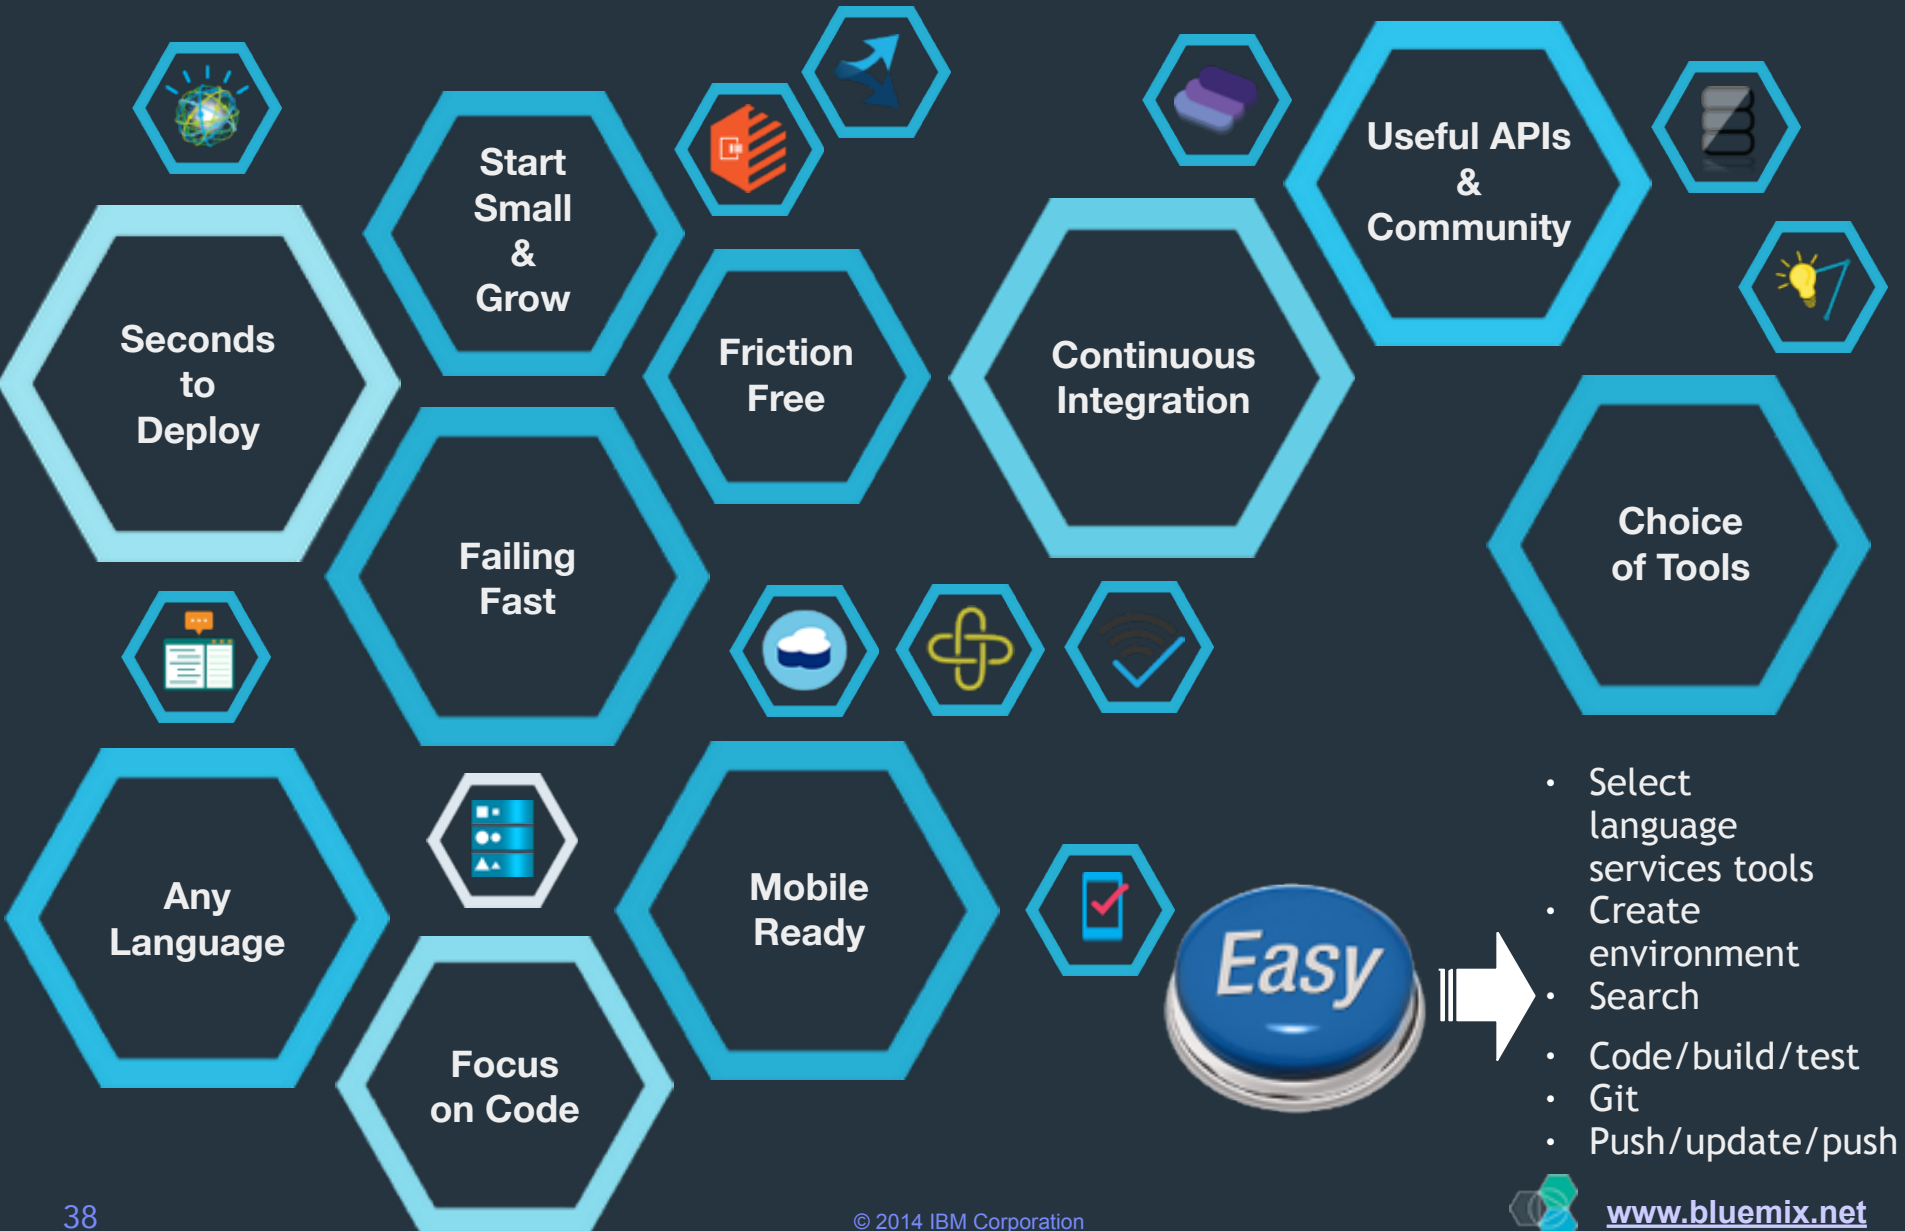 Start
Small
&
Grow
Useful APIs
&
Community
Seconds
to
Deploy
Friction
Free
Continuous
Integration
Failing
Fast
Choice
of Tools
Any
Language
Mobile
Ready
Focus
on Code
Easy
• Select
language
services tools
• Create
environment
• Search
• Code/build/test
• Git
• Push/update/push
38
© 2014 IBM Corporation
www.bluemix.net